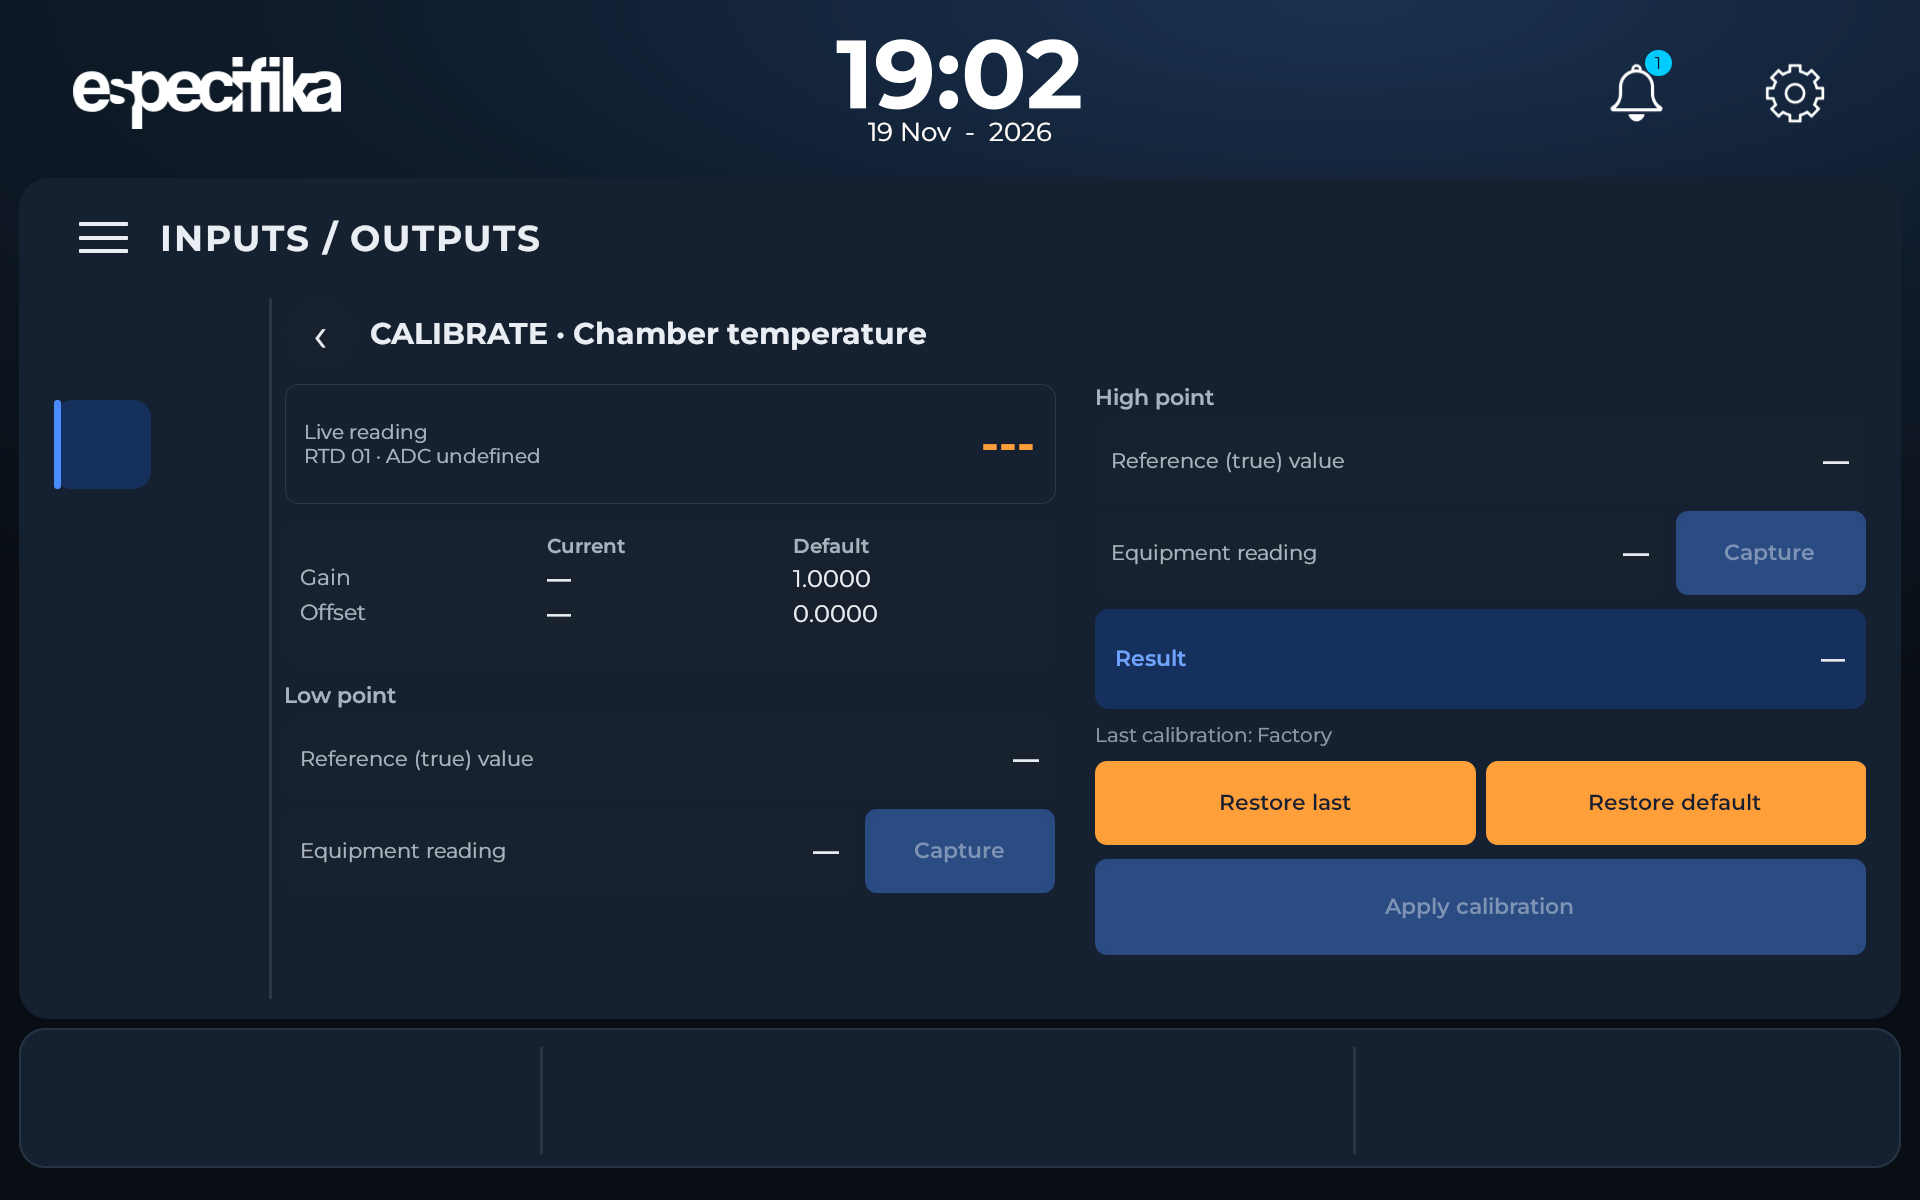 especifika
19:02
19 Nov - 2026
1
INPUTS / OUTPUTS
‹ CALIBRATE · Chamber temperature
Live reading
RTD 01 · ADC undefined
---
Current Default
Gain — 1.0000
Offset — 0.0000
Low point
Reference (true) value —
Equipment reading — Capture
High point
Reference (true) value —
Equipment reading — Capture
Result —
Last calibration: Factory
Restore last Restore default
Apply calibration